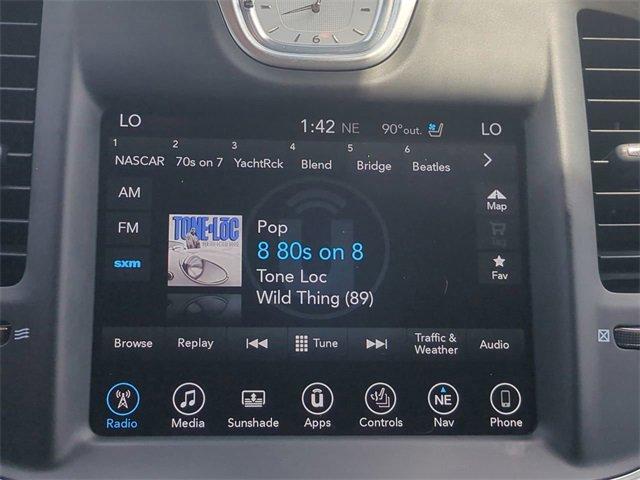 6
LO
1:42 NE
90°out.
LO
1 2 3 4 5 6
NASCAR 70s on 7 YachtRck Blend Bridge Beatles
AM
FM
sxm
TONE-LōC
Pop
8 80s on 8
Tone Loc
Wild Thing (89)
Map
Fav
Browse Replay Tune Traffic & Weather Audio
Radio Media Sunshade Apps Controls NE Nav Phone